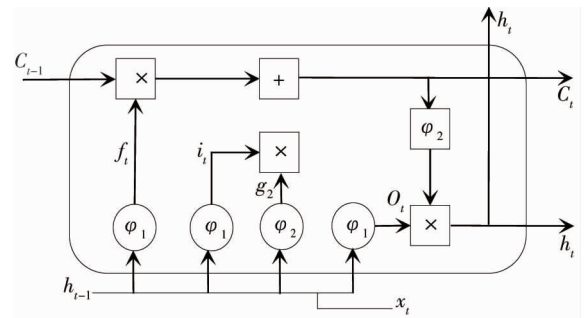 h_t
C_{t-1}
× + C_t
φ_2
f_t i_t × g_2 O_t
φ_1 φ_1 φ_2 φ_1 × h_t
h_{t-1}
x_t